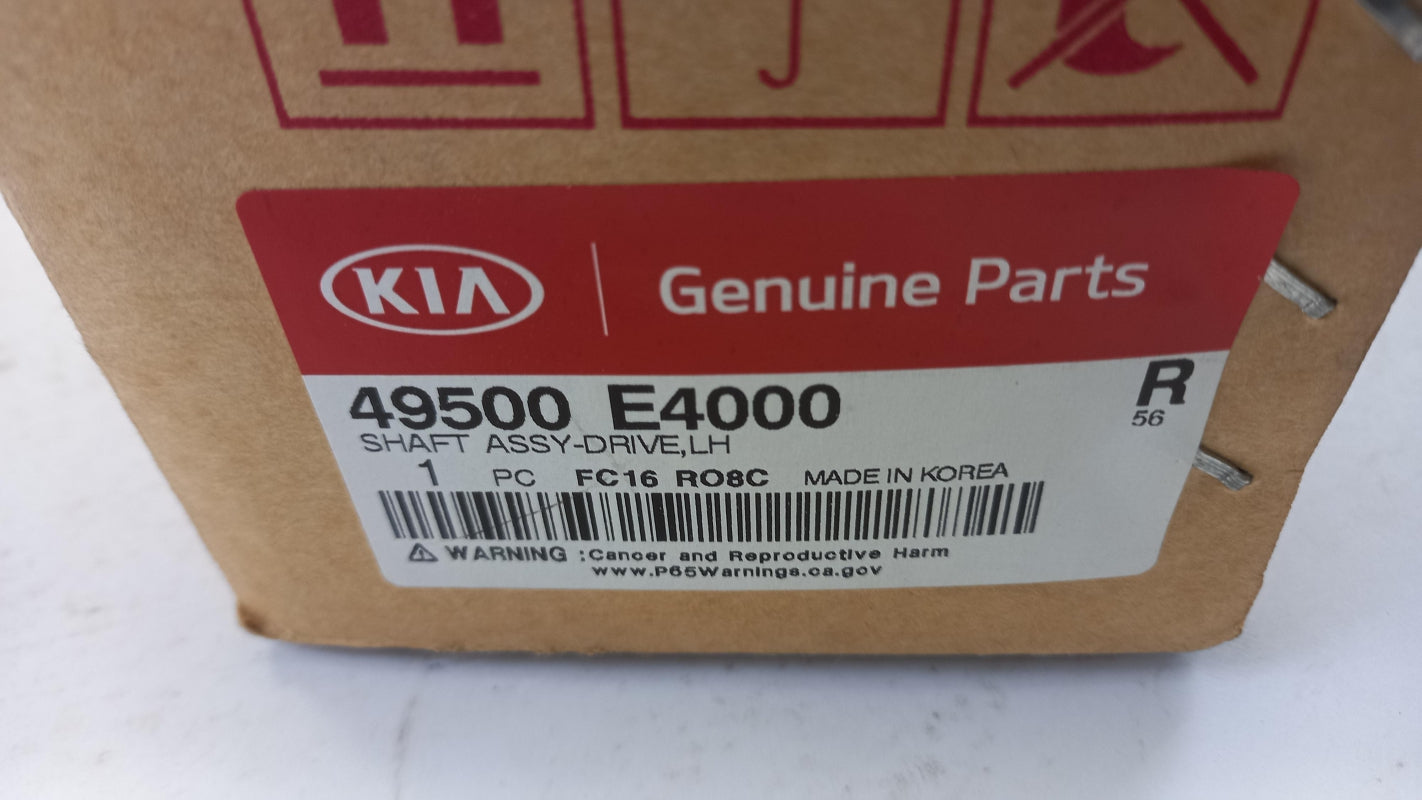 KIA Genuine Parts
49500 E4000 R
SHAFT ASSY-DRIVE,LH 56
1 PC FC16 RO8C MADE IN KOREA
WARNING :Cancer and Reproductive Harm
www.P65Warnings.ca.gov